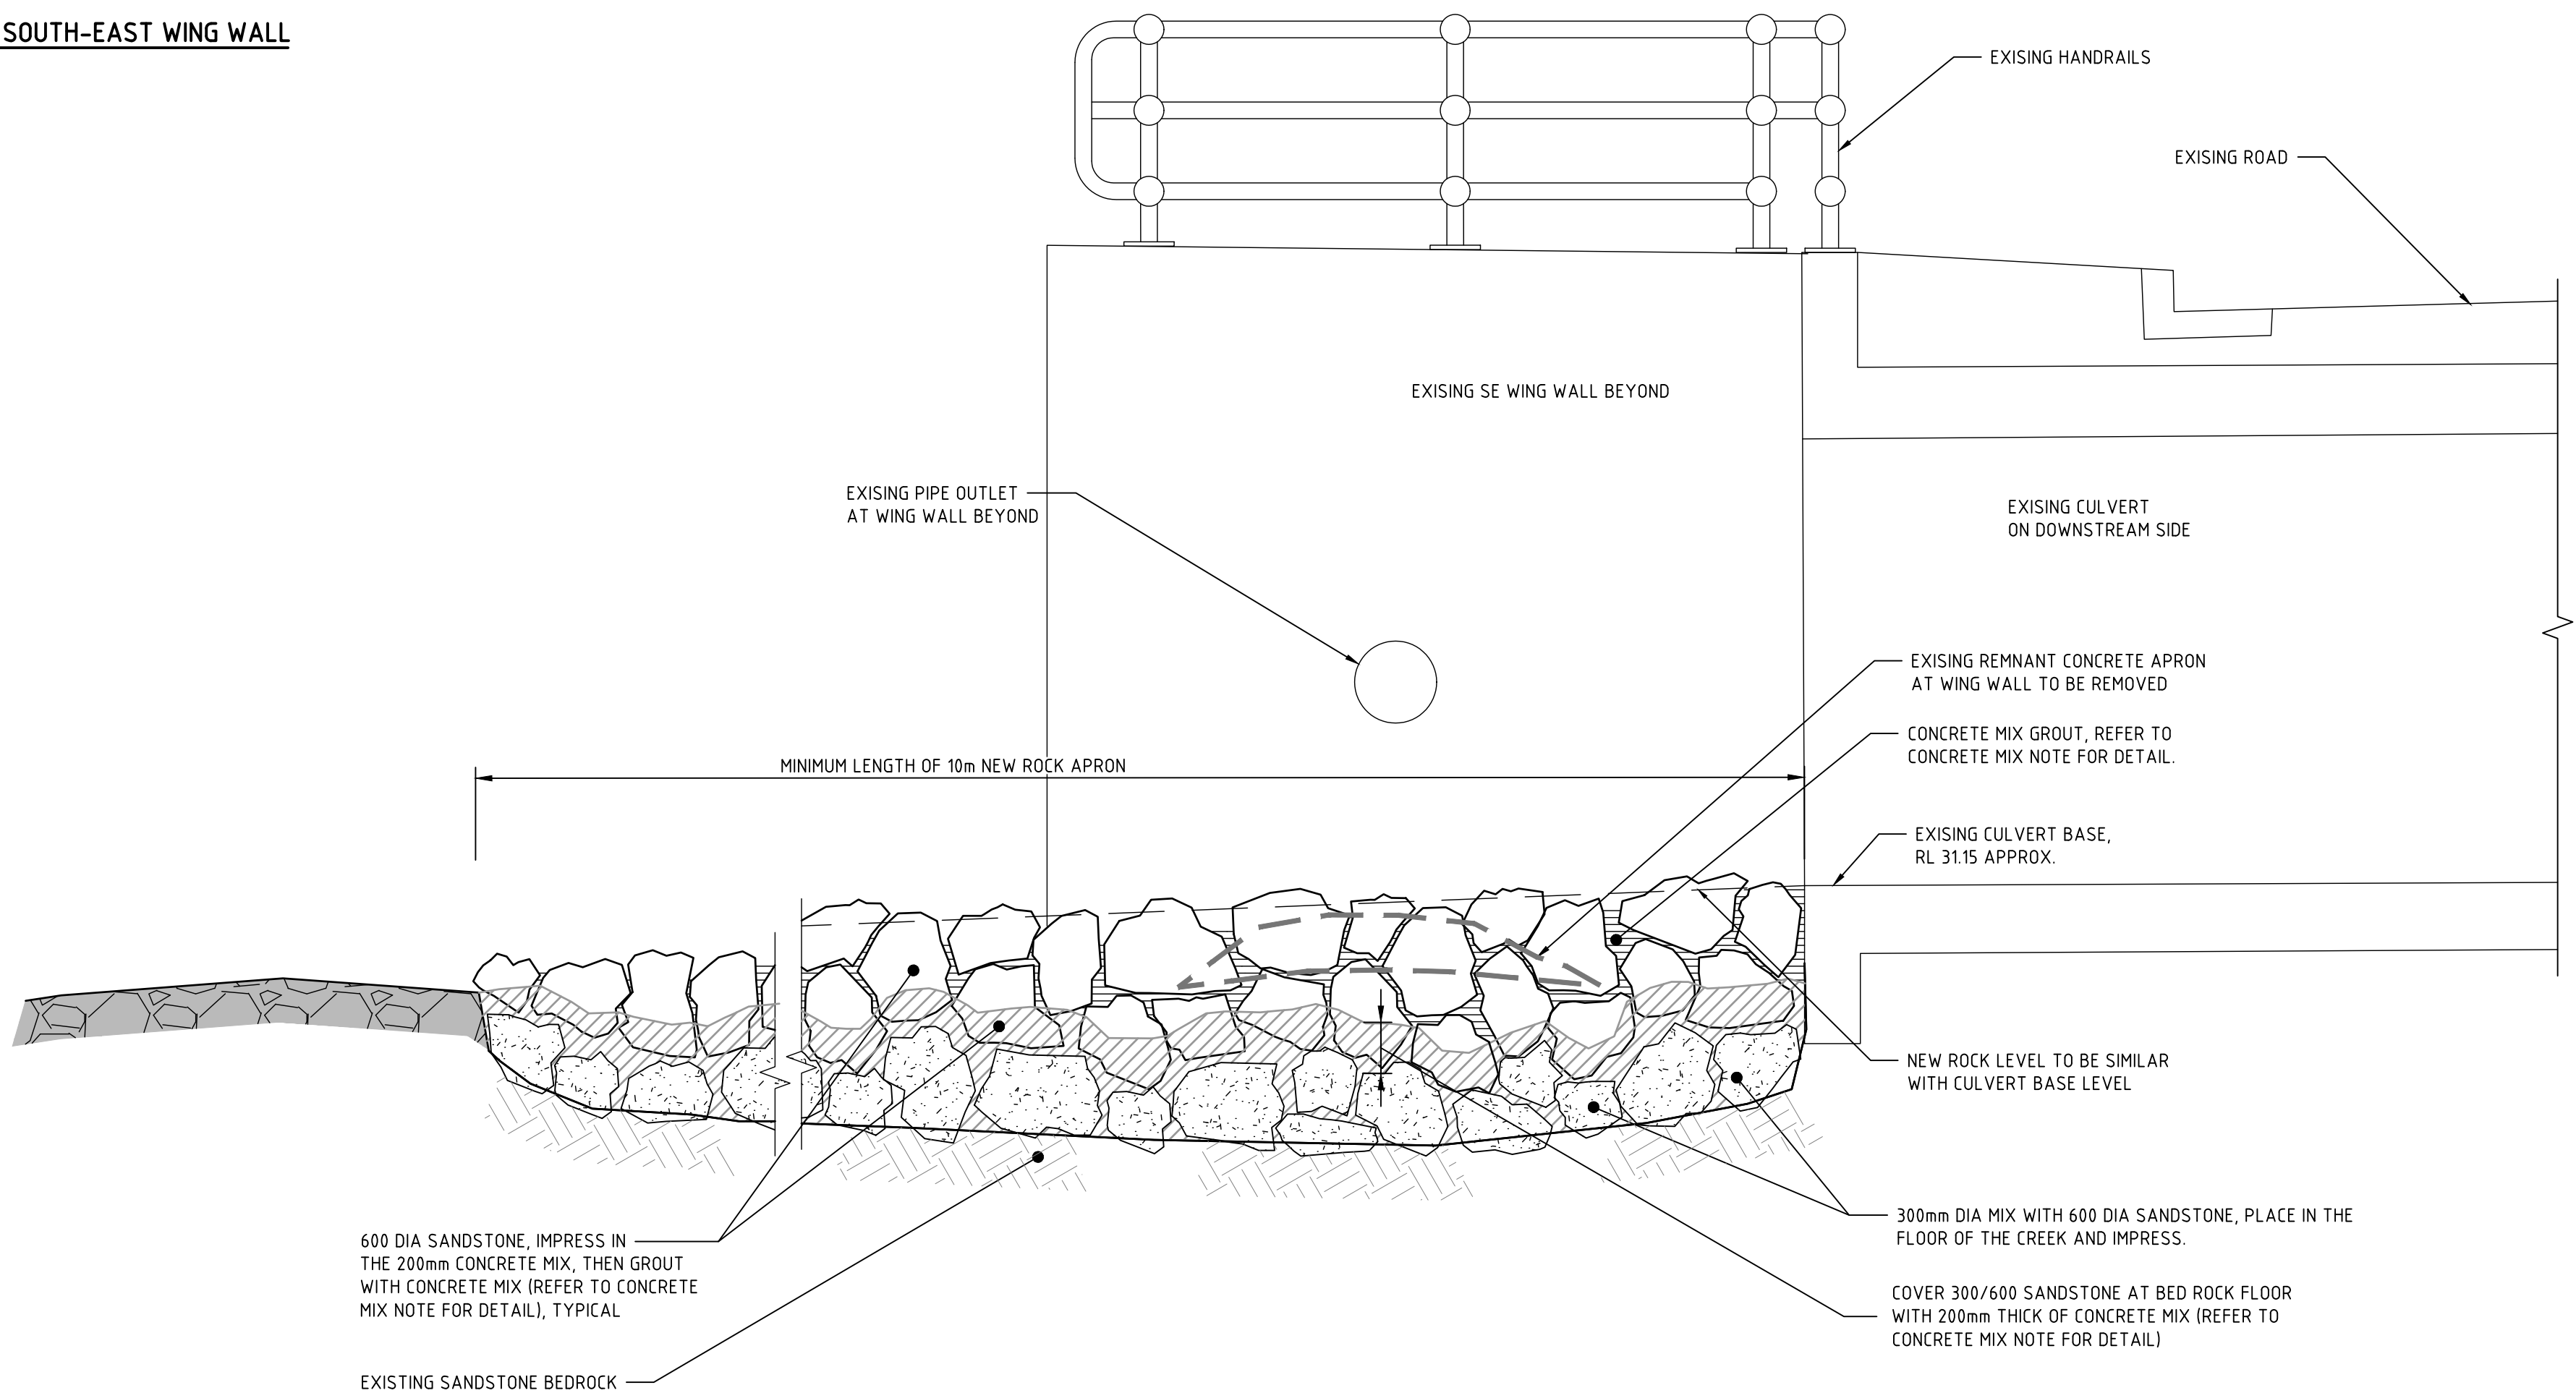 SOUTH-EAST WING WALL
EXISING HANDRAILS
EXISING ROAD
EXISING SE WING WALL BEYOND
EXISING PIPE OUTLET
AT WING WALL BEYOND
EXISING CULVERT
ON DOWNSTREAM SIDE
EXISING REMNANT CONCRETE APRON
AT WING WALL TO BE REMOVED
CONCRETE MIX GROUT, REFER TO
CONCRETE MIX NOTE FOR DETAIL.
MINIMUM LENGTH OF 10m NEW ROCK APRON
EXISING CULVERT BASE,
RL 31.15 APPROX.
NEW ROCK LEVEL TO BE SIMILAR
WITH CULVERT BASE LEVEL
300mm DIA MIX WITH 600 DIA SANDSTONE, PLACE IN THE
FLOOR OF THE CREEK AND IMPRESS.
600 DIA SANDSTONE, IMPRESS IN
THE 200mm CONCRETE MIX, THEN GROUT
WITH CONCRETE MIX (REFER TO CONCRETE
MIX NOTE FOR DETAIL), TYPICAL
COVER 300/600 SANDSTONE AT BED ROCK FLOOR
WITH 200mm THICK OF CONCRETE MIX (REFER TO
CONCRETE MIX NOTE FOR DETAIL)
EXISTING SANDSTONE BEDROCK